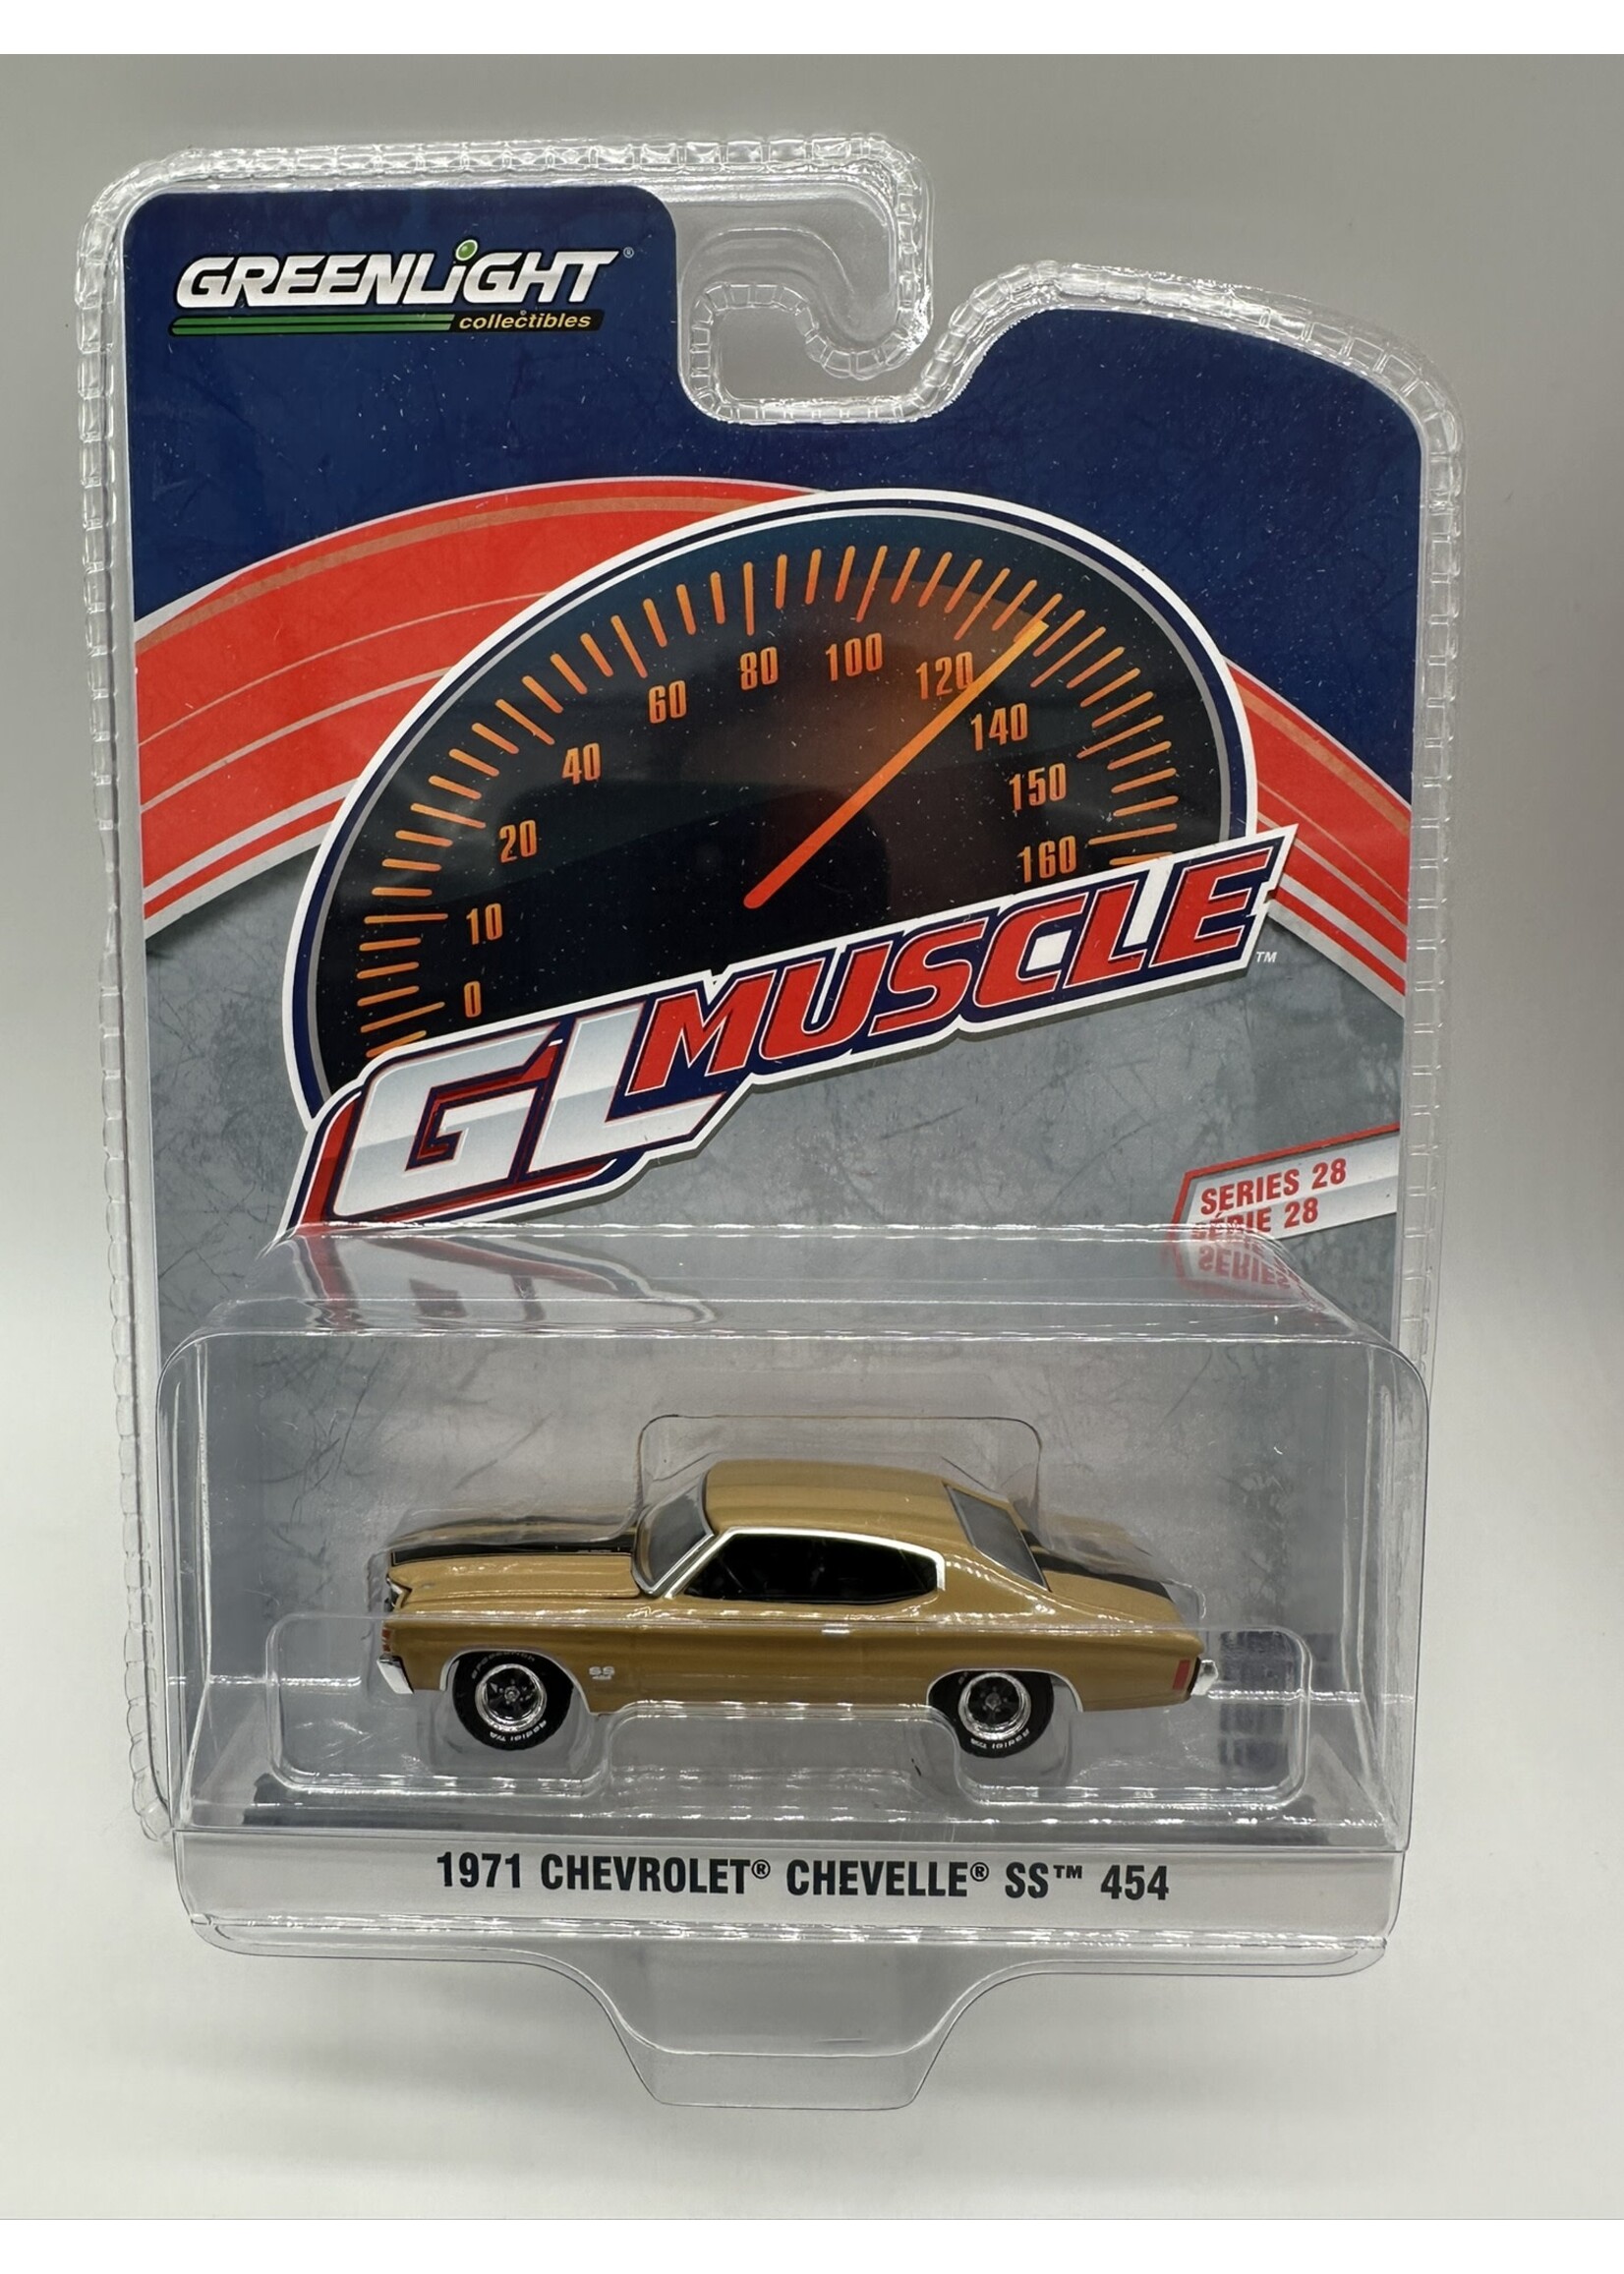 GREENLiGHT®
collectibles
80
100
120
60
140
40
150
20
160
10
0
GL MUSCLE™
SERIES 28
SÉRIE 28
SS
454
1971 CHEVROLET® CHEVELLE® SS™ 454